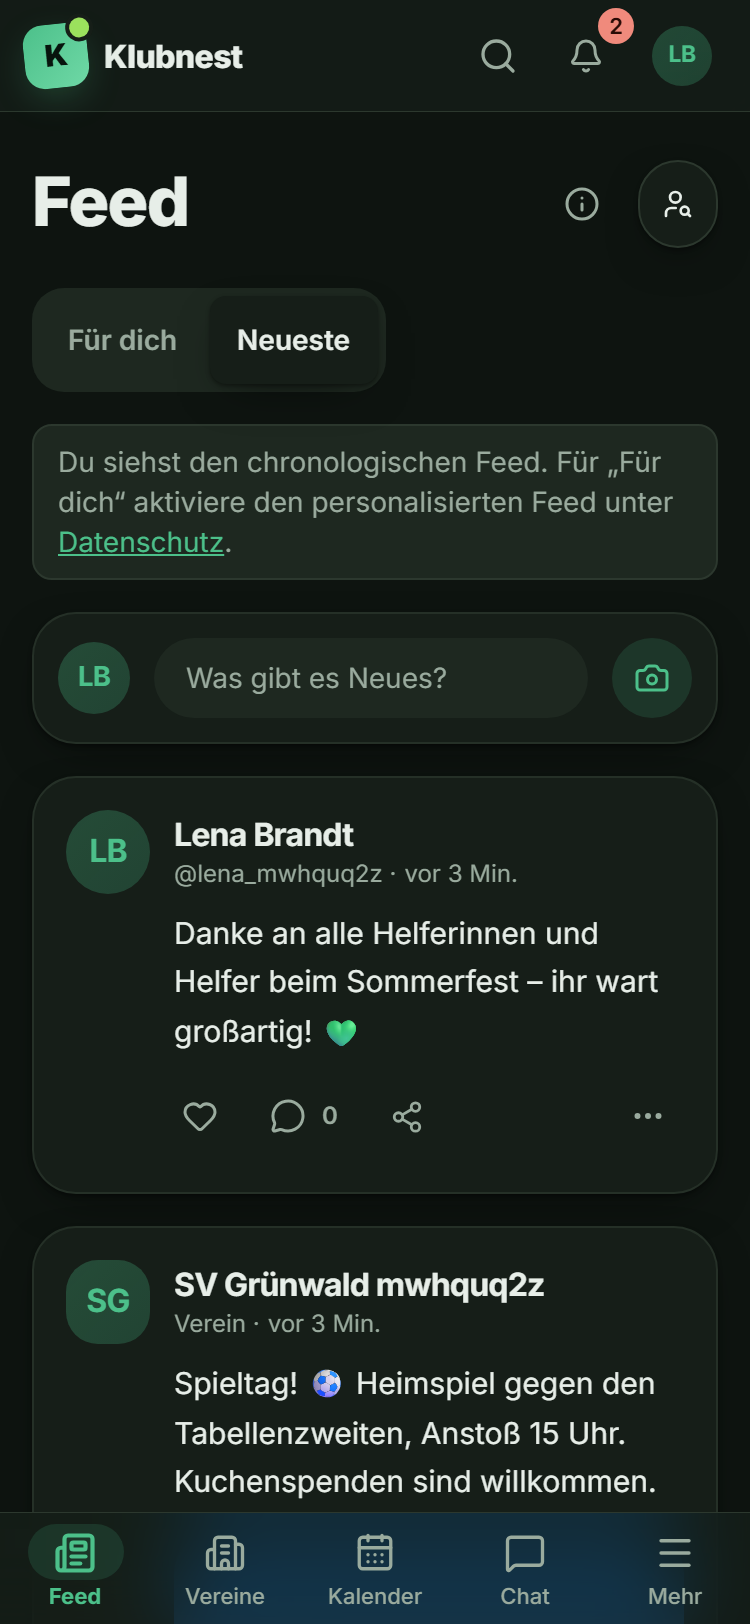 K Klubnest 2 LB
Feed
Für dich Neueste
Du siehst den chronologischen Feed. Für „Für
dich“ aktiviere den personalisierten Feed unter
Datenschutz.
LB Was gibt es Neues?
LB Lena Brandt
@lena_mwhquq2z · vor 3 Min.
Danke an alle Helferinnen und
Helfer beim Sommerfest – ihr wart
großartig! 💚
0
SG SV Grünwald mwhquq2z
Verein · vor 3 Min.
Spieltag! ⚽ Heimspiel gegen den
Tabellenzweiten, Anstoß 15 Uhr.
Kuchenspenden sind willkommen.
Feed Vereine Kalender Chat Mehr